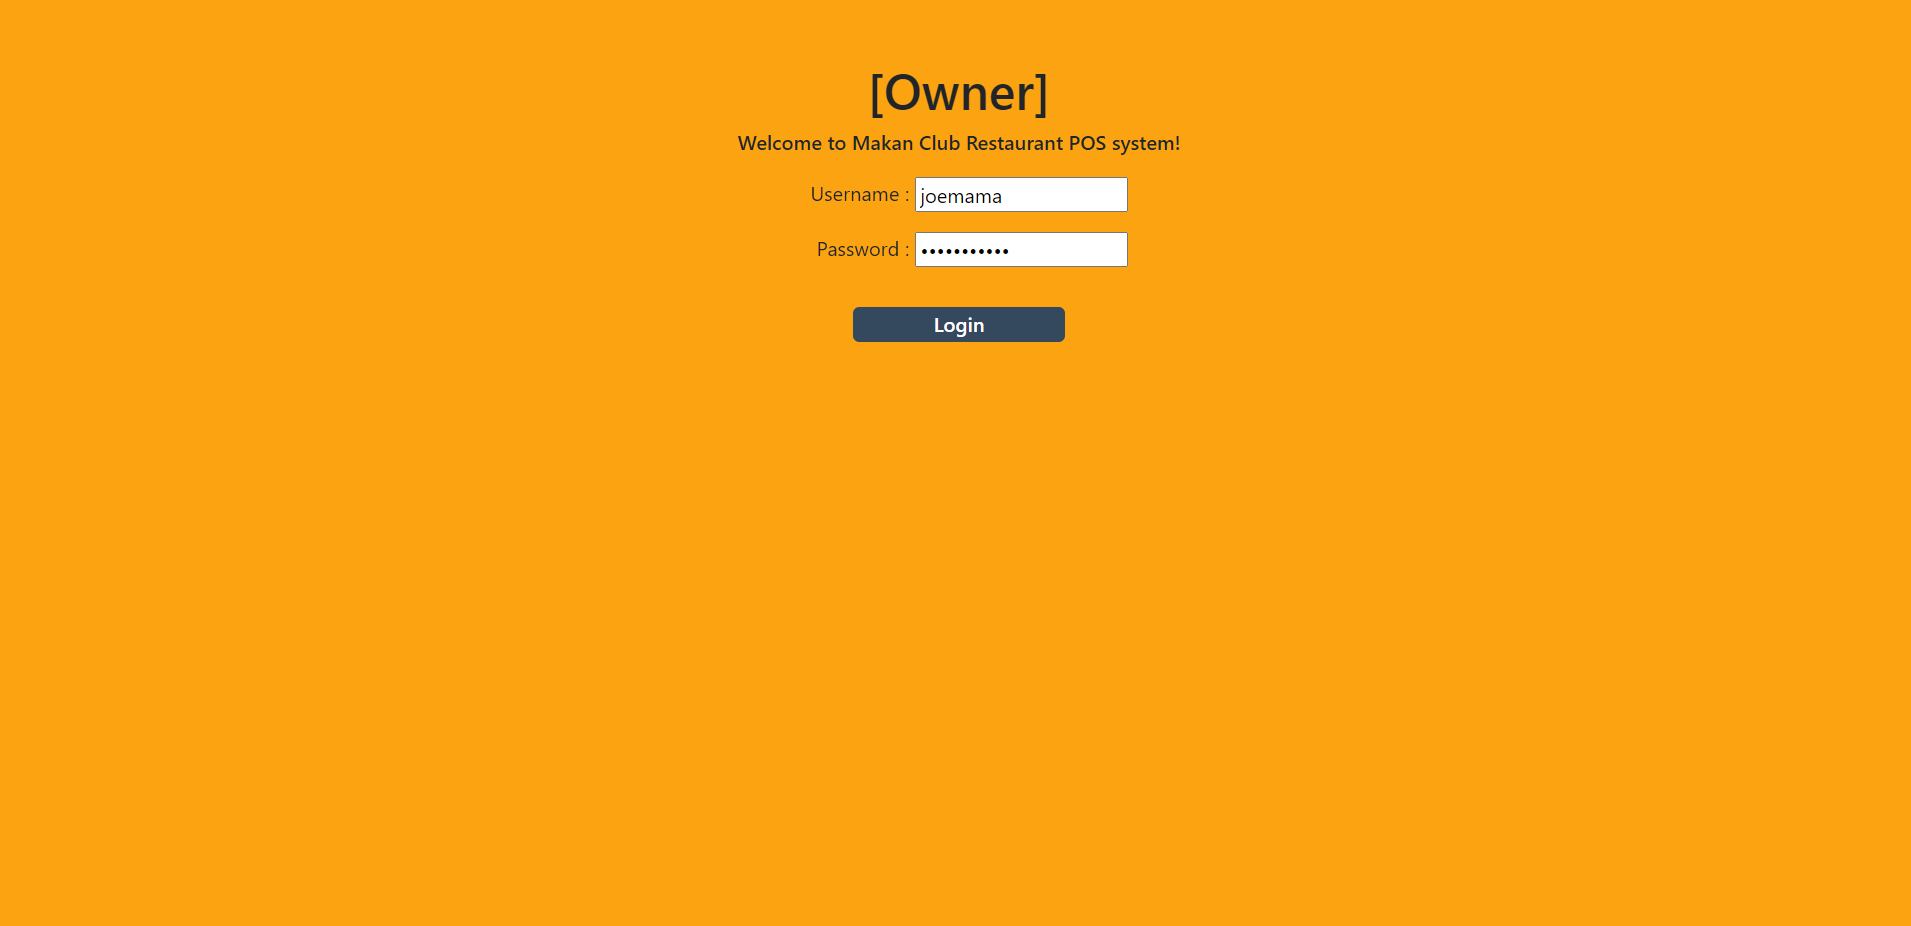 [Owner]
Welcome to Makan Club Restaurant POS system!
Username : joemama
Password : •••••••••••
Login